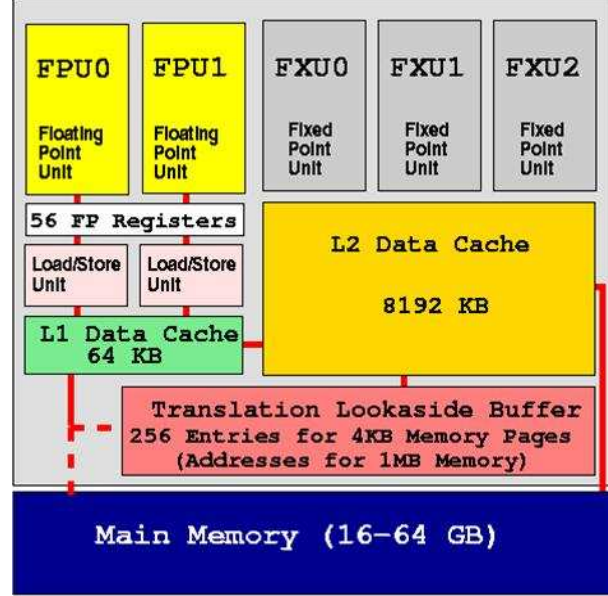 FPU0
Floating
Point
Unit
FPU1
Floating
Point
Unit
FXU0
Fixed
Point
Unit
FXU1
Fixed
Point
Unit
FXU2
Fixed
Point
Unit
56 FP Registers
Load/Store
Unit
Load/Store
Unit
L2 Data Cache
8192 KB
L1 Data Cache
64 KB
Translation Lookaside Buffer
256 Entries for 4KB Memory Pages
(Addresses for 1MB Memory)
Main Memory (16-64 GB)